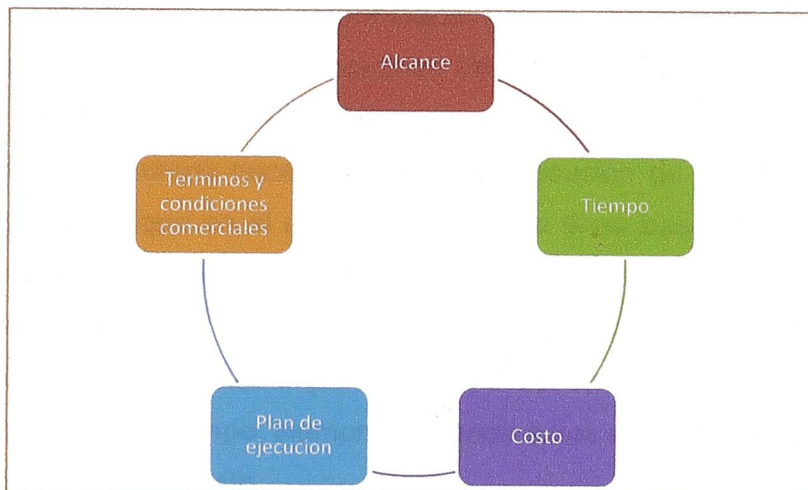 Alcance
Tiempo
Costo
Plan de
ejecucion
Terminos y
condiciones
comerciales